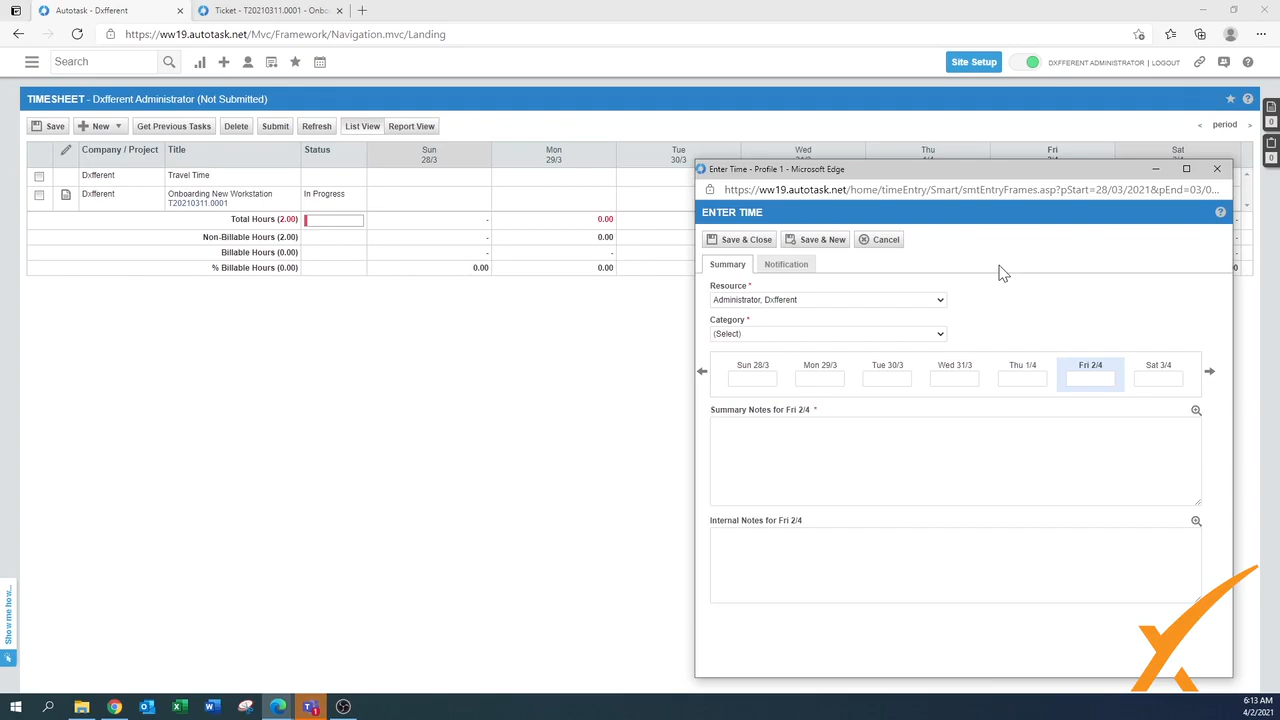 Autotask - Dxfferent
Ticket - T20210311.0001 - Onbo
https://ww19.autotask.net/Mvc/Framework/Navigation.mvc/Landing
Search
Site Setup
DXFFERENT ADMINISTRATOR | LOGOUT
TIMESHEET - Dxfferent Administrator (Not Submitted)
Save
New
Get Previous Tasks
Delete
Submit
Refresh
List View
Report View
< period >
0
0
Company / Project
Title
Status
Sun
28/3
Mon
29/3
Tue
30/3
Wed
Thu
Fri
Sat
Dxfferent
Travel Time
Dxfferent
Onboarding New Workstation
T20210311.0001
In Progress
Total Hours (2.00)
-
0.00
-
Non-Billable Hours (2.00)
-
0.00
-
Billable Hours (0.00)
-
-
-
% Billable Hours (0.00)
0.00
0.00
0
Enter Time - Profile 1 - Microsoft Edge
https://ww19.autotask.net/home/timeEntry/Smart/smtEntryFrames.asp?pStart=28/03/2021&pEnd=03/0...
ENTER TIME
Save & Close
Save & New
Cancel
Summary
Notification
Resource *
Administrator, Dxfferent
Category *
(Select)
Sun 28/3
Mon 29/3
Tue 30/3
Wed 31/3
Thu 1/4
Fri 2/4
Sat 3/4
Summary Notes for Fri 2/4 *
Internal Notes for Fri 2/4
Show me how...
6:13 AM
4/2/2021